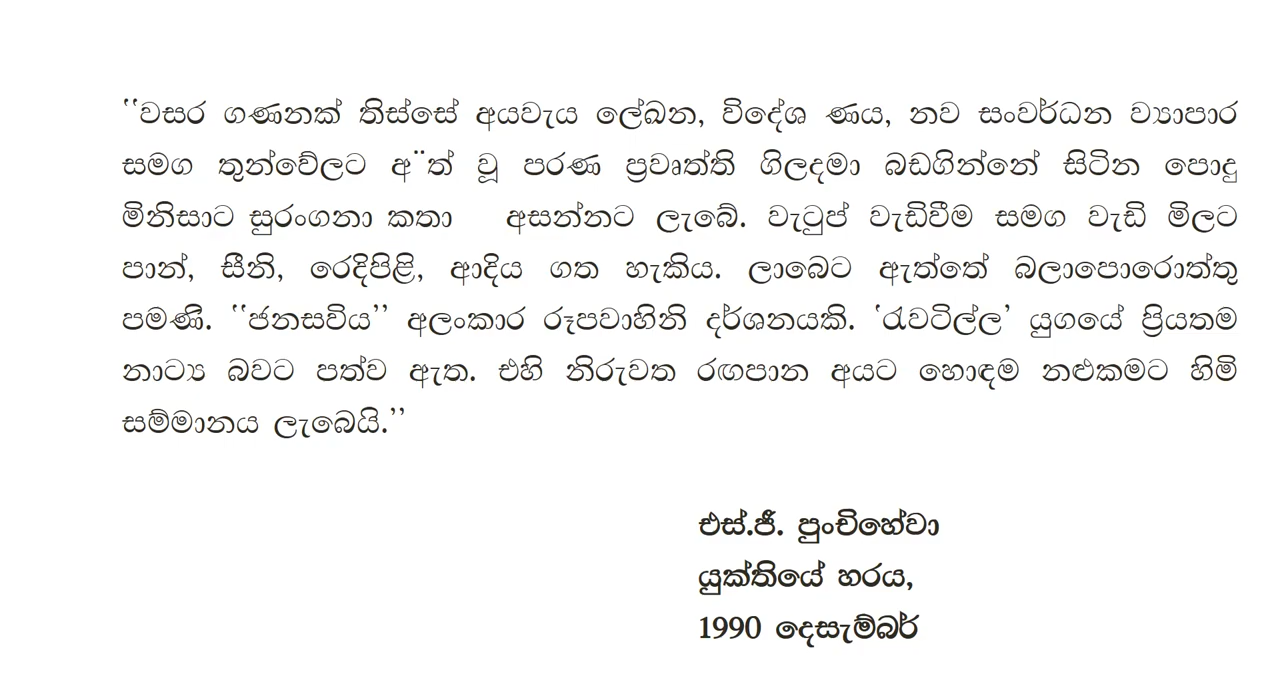 ‘‘වසර ගණනක් තිස්සේ අයවැය ලේඛන, විදේශ ණය, නව සංවර්ධන ව්‍යාපාර
සමග තුන්වේලට අ¨ත් වූ පරණ ප්‍රවෘත්ති ගිලදමා බඩගින්නේ සිටින පොදු
මිනිසාට සුරංගනා කතා අසන්නට ලැබේ. වැටුප් වැඩිවීම සමග වැඩි මිලට
පාන්, සීනි, රෙදිපිළි, ආදිය ගත හැකිය. ලාබෙට ඇත්තේ බලාපොරොත්තු
පමණි. ‘‘ජනසවිය’’ අලංකාර රූපවාහිනි දර්ශනයකි. ‘රැවටිල්ල’ යුගයේ ප්‍රියතම
නාට්‍ය බවට පත්ව ඇත. එහි නිරුවත රඟපාන අයට හොඳම නළුකමට හිමි
සම්මානය ලැබෙයි.’’
එස්.ජී. පුංචිහේවා
යුක්තියේ හරය,
1990 දෙසැම්බර්